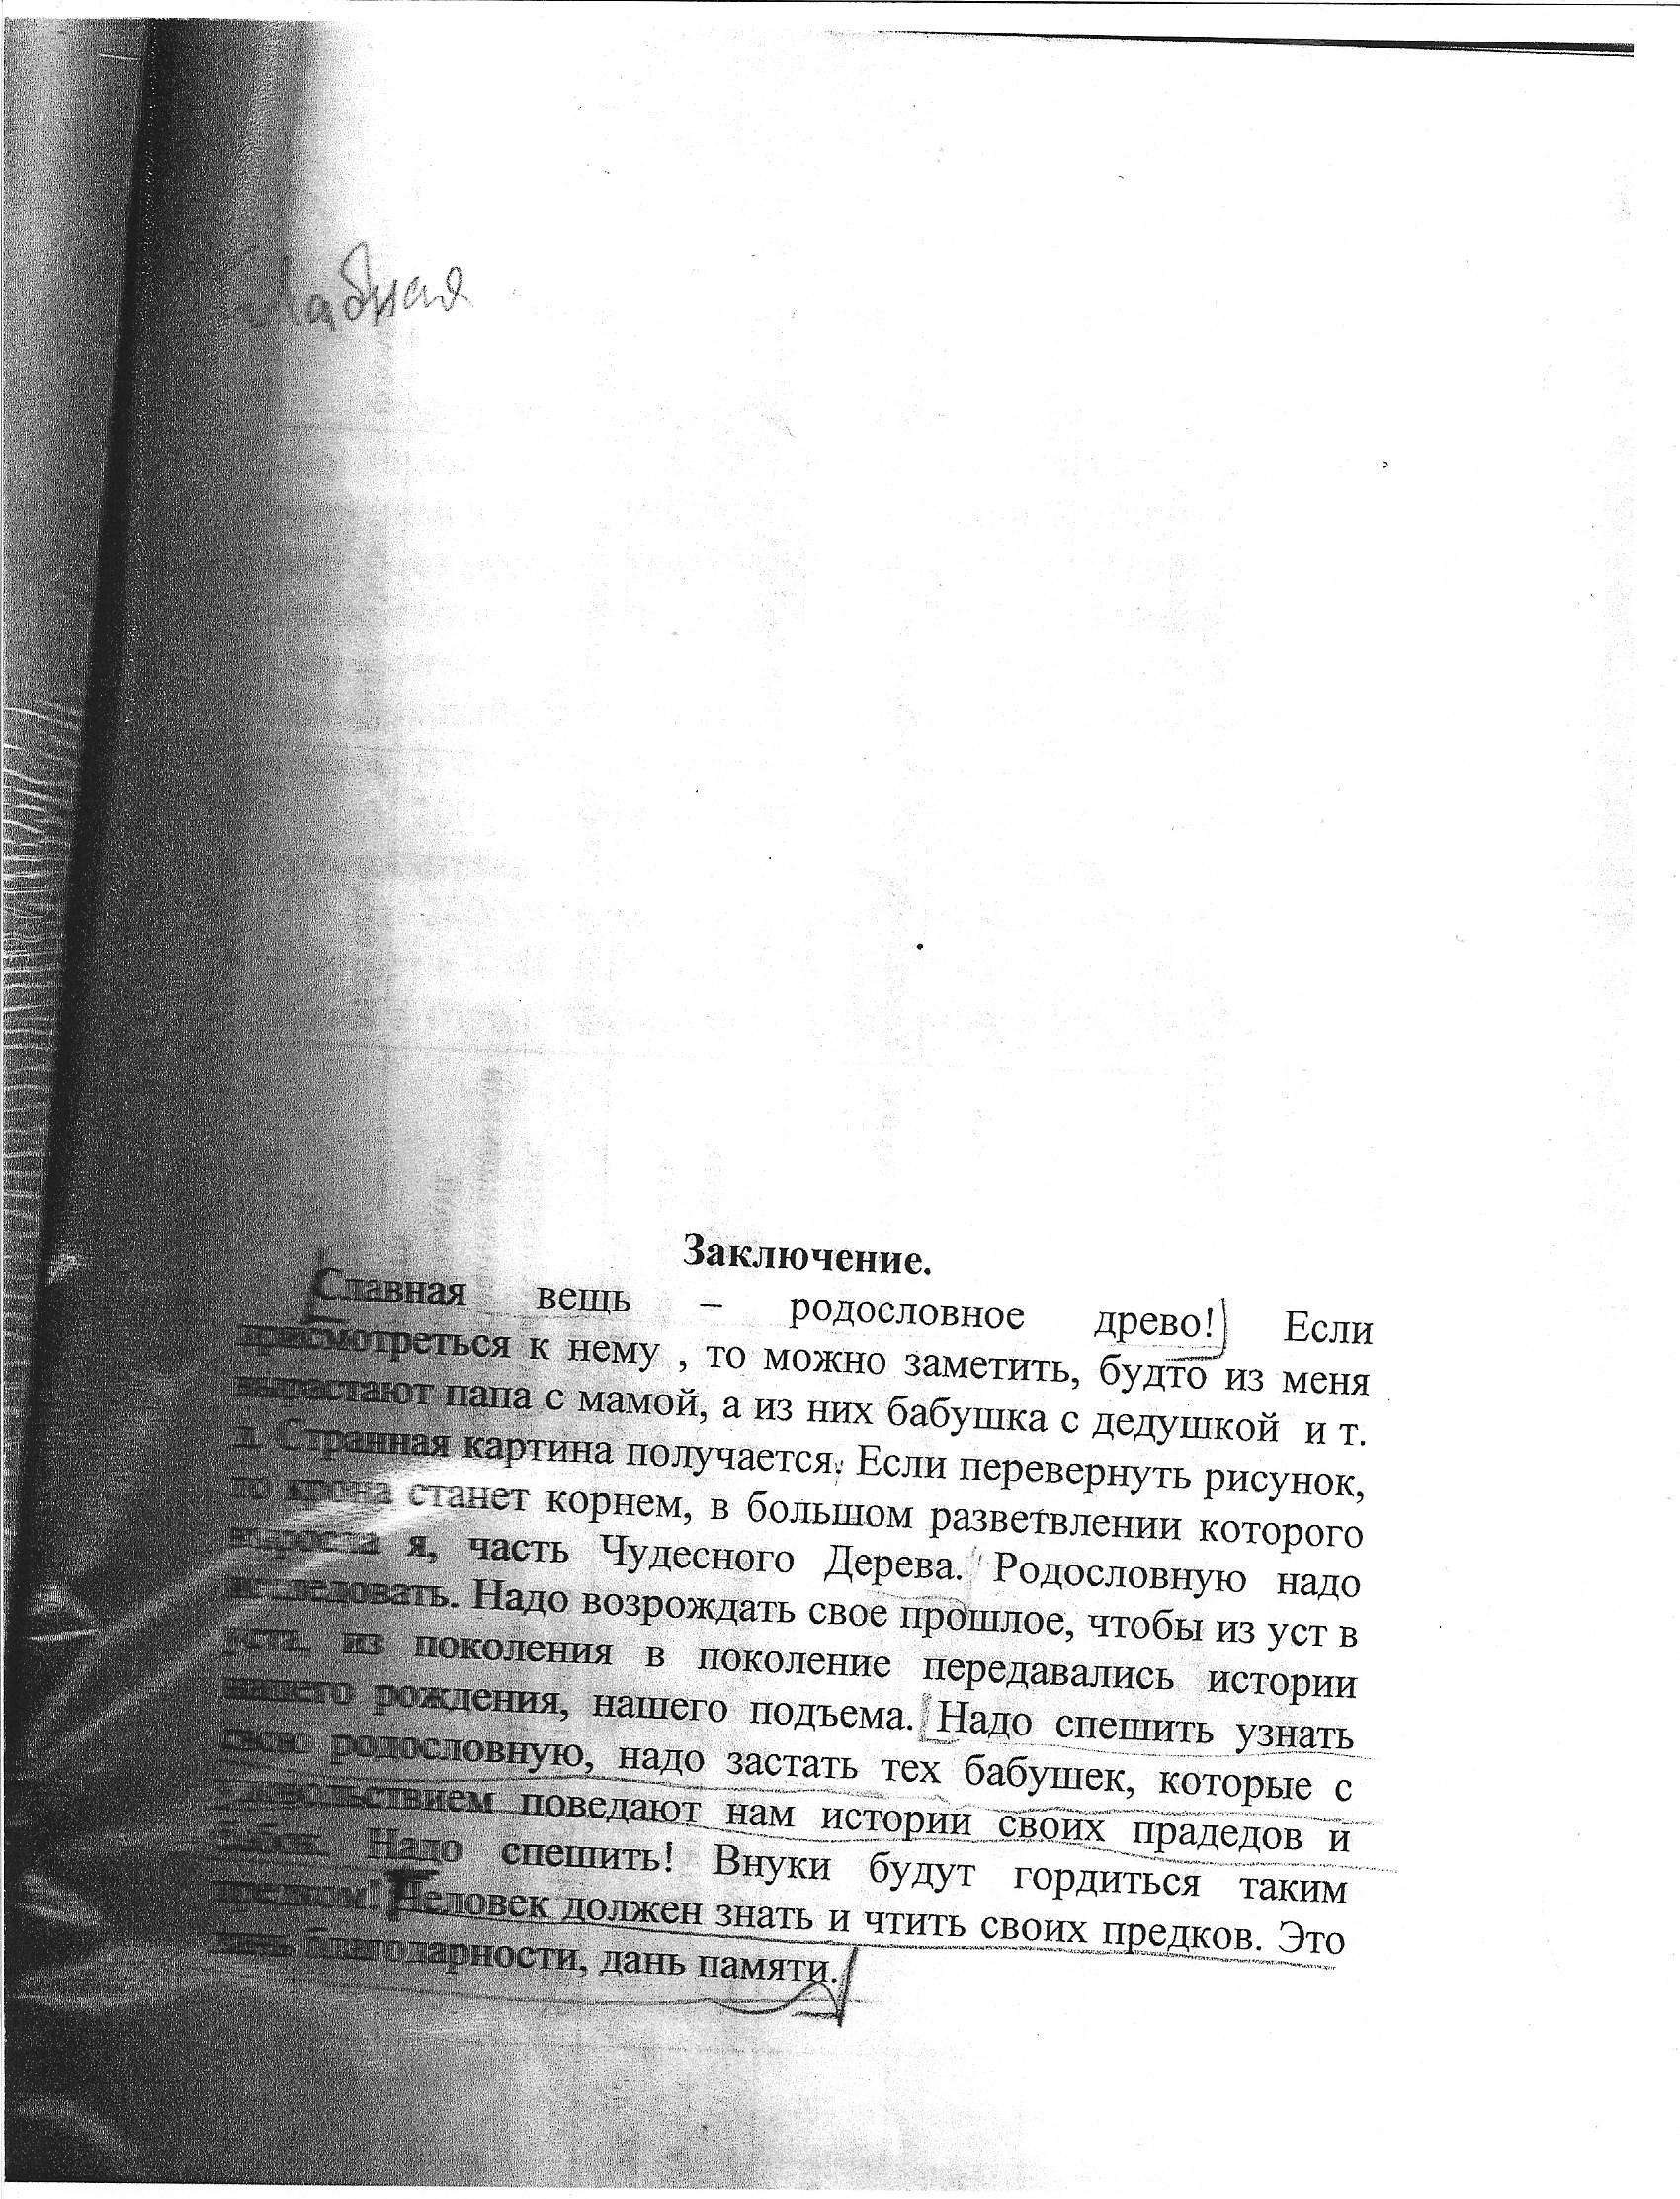 Заключение.
Славная вещь – родословное древо! Если
присмотреться к нему , то можно заметить, будто из меня
вырастают папа с мамой, а из них бабушка с дедушкой и т.
д. Странная картина получается. Если перевернуть рисунок,
то крона станет корнем, в большом разветвлении которого
выросла я, часть Чудесного Дерева. Родословную надо
исследовать. Надо возрождать свое прошлое, чтобы из уст в
уста, из поколения в поколение передавались истории
нашего рождения, нашего подъема. Надо спешить узнать
свою родословную, надо застать тех бабушек, которые с
удовольствием поведают нам истории своих прадедов и
бабок. Надо спешить! Внуки будут гордиться таким
предком! Человек должен знать и чтить своих предков. Это
дань благодарности, дань памяти.